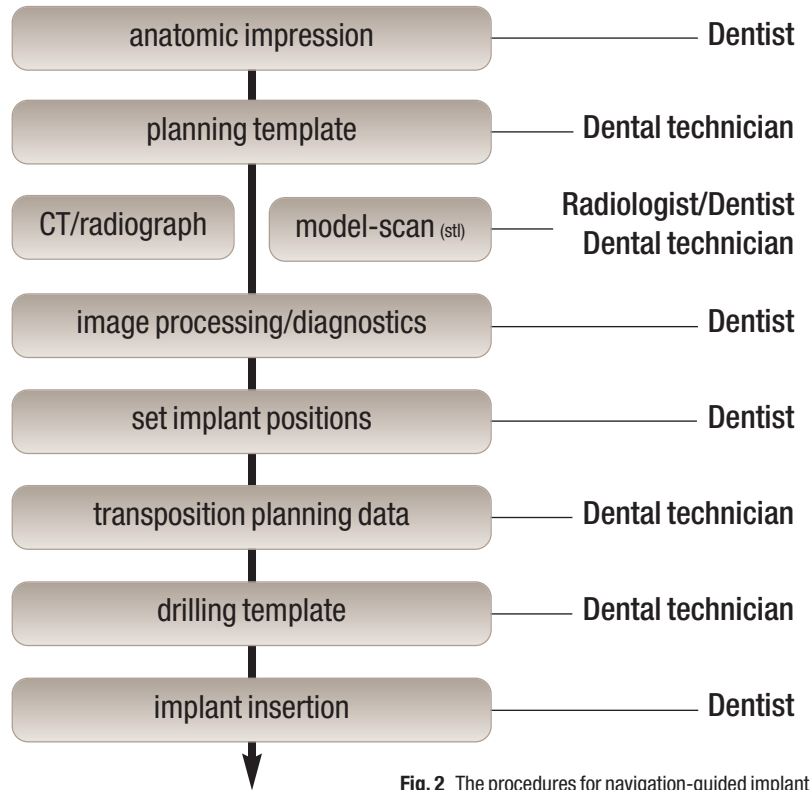 anatomic impression Dentist
planning template Dental technician
CT/radiograph model-scan (stl) Radiologist/Dentist
Dental technician
image processing/diagnostics Dentist
set implant positions Dentist
transposition planning data Dental technician
drilling template Dental technician
implant insertion Dentist
Fig. 2 The procedures for navigation-guided implant